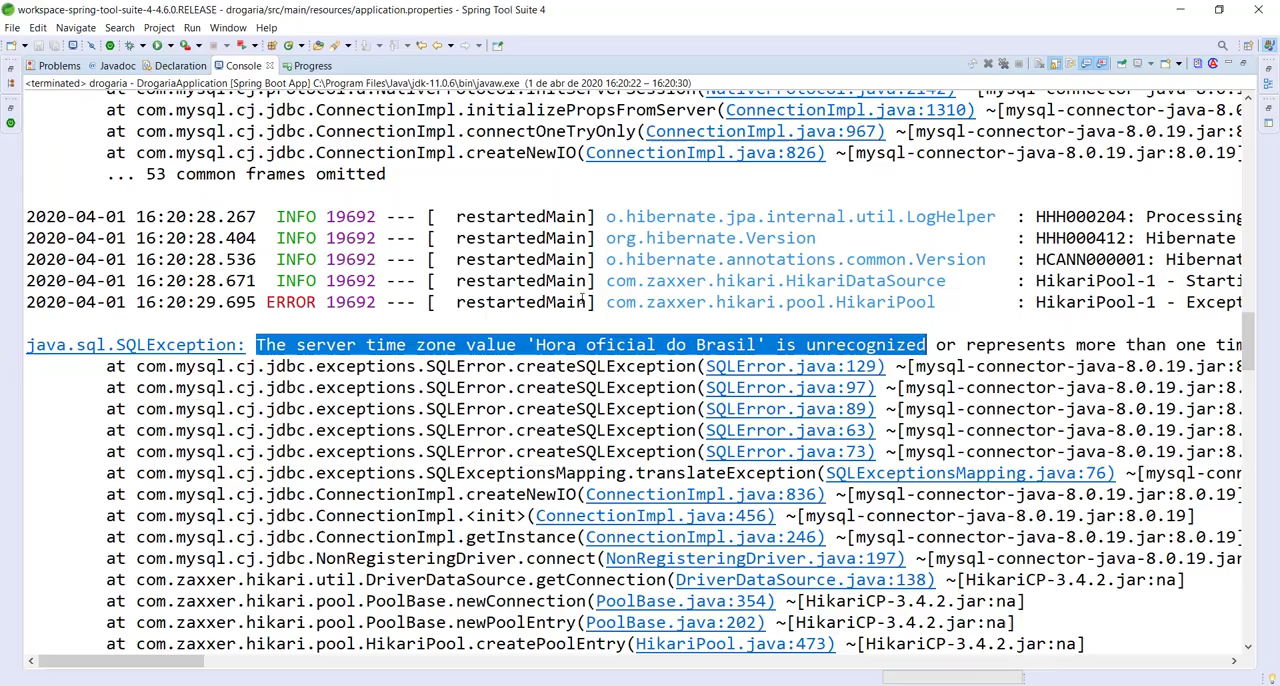 workspace-spring-tool-suite-4-4.6.0.RELEASE - drogaria/src/main/resources/application.properties - Spring Tool Suite 4
File Edit Navigate Search Project Run Window Help
Problems Javadoc Declaration Console Progress
<terminated> drogaria - DrogariaApplication [Spring Boot App] C:\Program Files\Java\jdk-11.0.6\bin\javaw.exe (1 de abr de 2020 16:20:22 – 16:20:30)
at com.mysql.cj.jdbc.ConnectionImpl.initializePropsFromServer(ConnectionImpl.java:1310) ~[mysql-connector-java-8.0.
at com.mysql.cj.jdbc.ConnectionImpl.connectOneTryOnly(ConnectionImpl.java:967) ~[mysql-connector-java-8.0.19.jar:8.
at com.mysql.cj.jdbc.ConnectionImpl.createNewIO(ConnectionImpl.java:826) ~[mysql-connector-java-8.0.19.jar:8.0.19]
... 53 common frames omitted
2020-04-01 16:20:28.267 INFO 19692 --- [ restartedMain] o.hibernate.jpa.internal.util.LogHelper : HHH000204: Processing
2020-04-01 16:20:28.404 INFO 19692 --- [ restartedMain] org.hibernate.Version : HHH000412: Hibernate
2020-04-01 16:20:28.536 INFO 19692 --- [ restartedMain] o.hibernate.annotations.common.Version : HCANN000001: Hiberna
2020-04-01 16:20:28.671 INFO 19692 --- [ restartedMain] com.zaxxer.hikari.HikariDataSource : HikariPool-1 - Starti
2020-04-01 16:20:29.695 ERROR 19692 --- [ restartedMain] com.zaxxer.hikari.pool.HikariPool : HikariPool-1 - Except
java.sql.SQLException: The server time zone value 'Hora oficial do Brasil' is unrecognized or represents more than one tim
at com.mysql.cj.jdbc.exceptions.SQLError.createSQLException(SQLError.java:129) ~[mysql-connector-java-8.0.19.jar:8.
at com.mysql.cj.jdbc.exceptions.SQLError.createSQLException(SQLError.java:97) ~[mysql-connector-java-8.0.19.jar:8.0
at com.mysql.cj.jdbc.exceptions.SQLError.createSQLException(SQLError.java:89) ~[mysql-connector-java-8.0.19.jar:8.0
at com.mysql.cj.jdbc.exceptions.SQLError.createSQLException(SQLError.java:63) ~[mysql-connector-java-8.0.19.jar:8.0
at com.mysql.cj.jdbc.exceptions.SQLError.createSQLException(SQLError.java:73) ~[mysql-connector-java-8.0.19.jar:8.0
at com.mysql.cj.jdbc.exceptions.SQLExceptionsMapping.translateException(SQLExceptionsMapping.java:76) ~[mysql-conn
at com.mysql.cj.jdbc.ConnectionImpl.createNewIO(ConnectionImpl.java:836) ~[mysql-connector-java-8.0.19.jar:8.0.19]
at com.mysql.cj.jdbc.ConnectionImpl.<init>(ConnectionImpl.java:456) ~[mysql-connector-java-8.0.19.jar:8.0.19]
at com.mysql.cj.jdbc.ConnectionImpl.getInstance(ConnectionImpl.java:246) ~[mysql-connector-java-8.0.19.jar:8.0.19]
at com.mysql.cj.jdbc.NonRegisteringDriver.connect(NonRegisteringDriver.java:197) ~[mysql-connector-java-8.0.19.jar:
at com.zaxxer.hikari.util.DriverDataSource.getConnection(DriverDataSource.java:138) ~[HikariCP-3.4.2.jar:na]
at com.zaxxer.hikari.pool.PoolBase.newConnection(PoolBase.java:354) ~[HikariCP-3.4.2.jar:na]
at com.zaxxer.hikari.pool.PoolBase.newPoolEntry(PoolBase.java:202) ~[HikariCP-3.4.2.jar:na]
at com.zaxxer.hikari.pool.HikariPool.createPoolEntry(HikariPool.java:473) ~[HikariCP-3.4.2.jar:na]